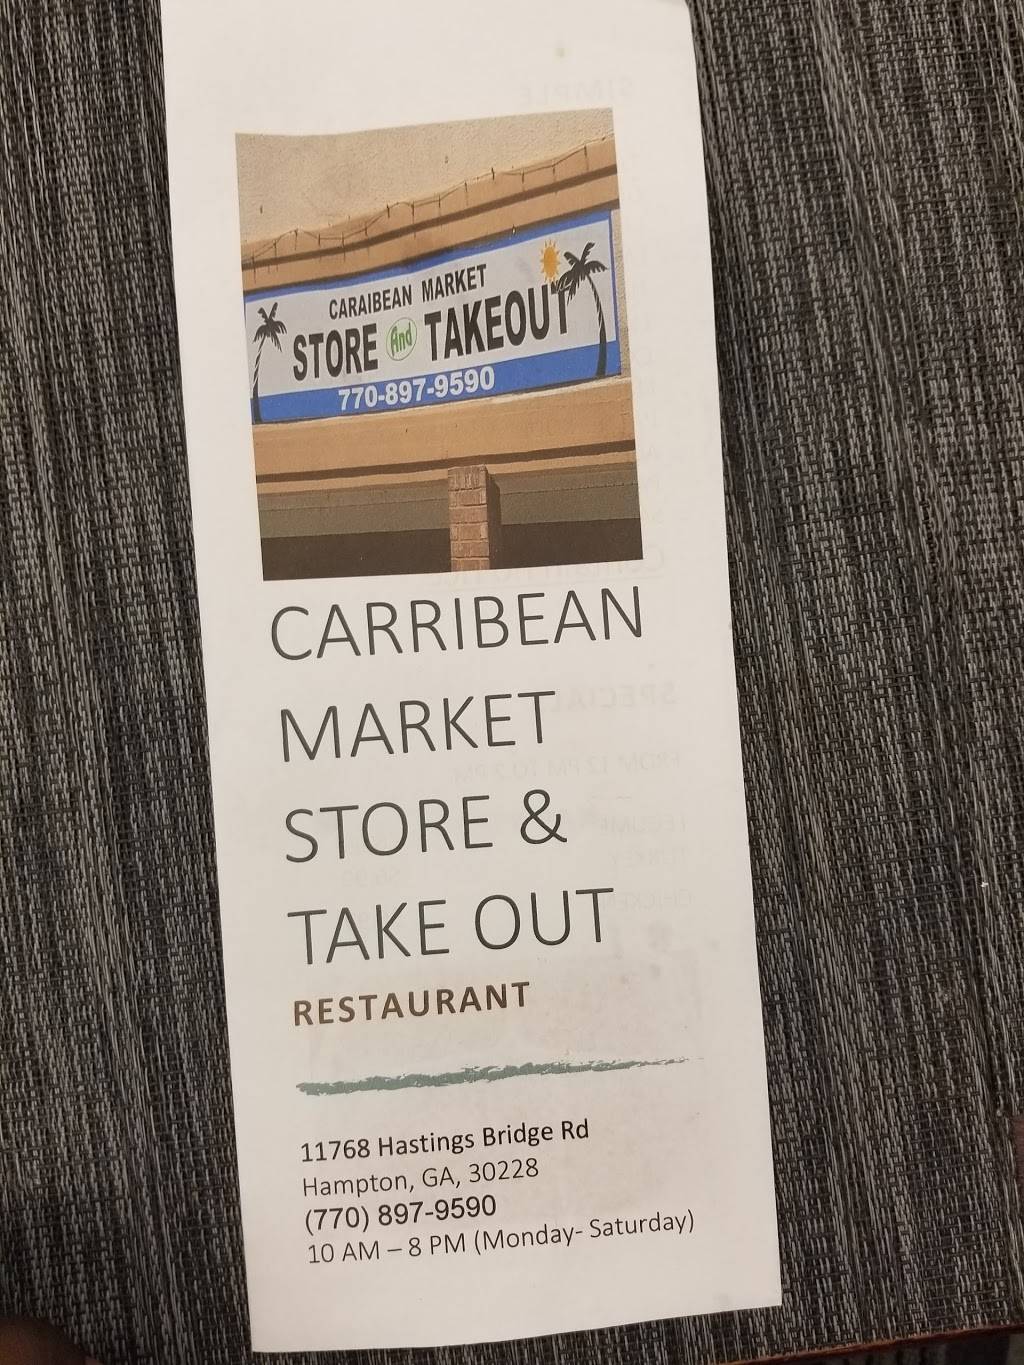 CARAIBEAN MARKET
STORE And TAKEOUT
770-897-9590
CARRIBEAN
MARKET
STORE &
TAKE OUT
RESTAURANT
11768 Hastings Bridge Rd
Hampton, GA, 30228
(770) 897-9590
10 AM – 8 PM (Monday- Saturday)